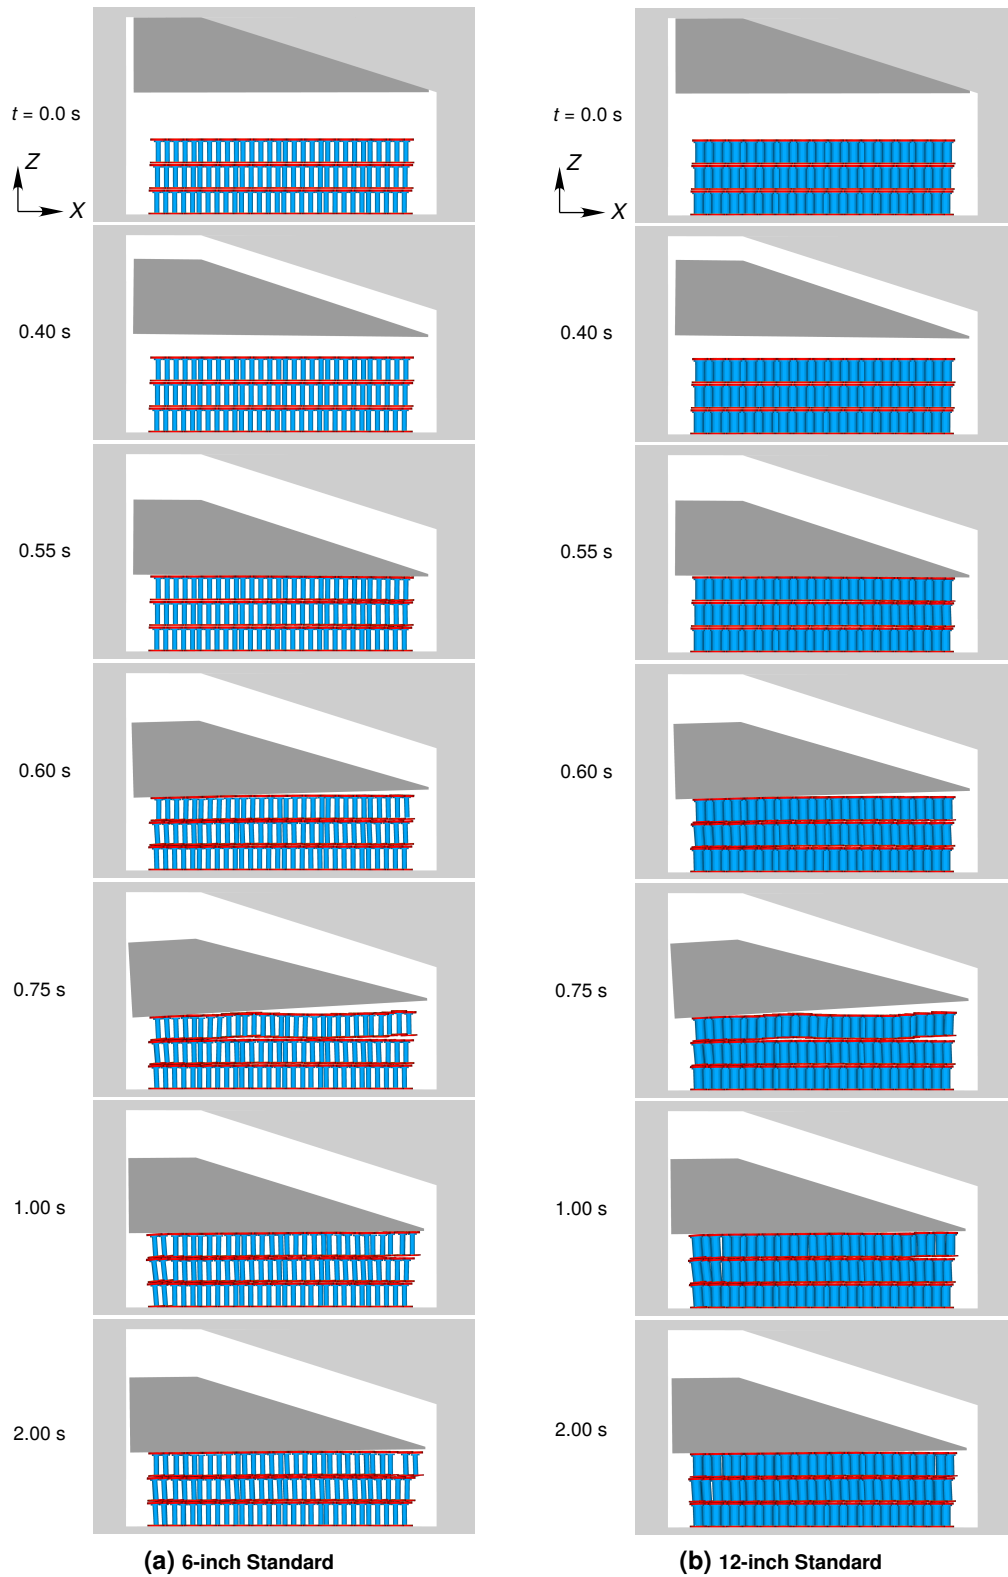 t = 0.0 s
t = 0.0 s
Z
X
Z
X
0.40 s
0.40 s
0.55 s
0.55 s
0.60 s
0.60 s
0.75 s
0.75 s
1.00 s
1.00 s
2.00 s
2.00 s
(a) 6-inch Standard
(b) 12-inch Standard